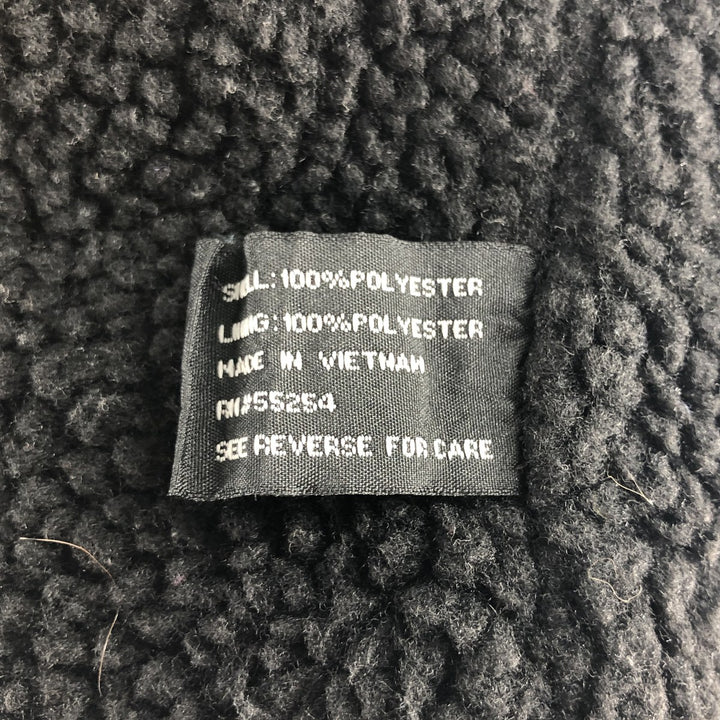 SHELL:100%POLYESTER
LINING:100%POLYESTER
MADE IN VIETNAM
RN#55254
SEE REVERSE FOR CARE